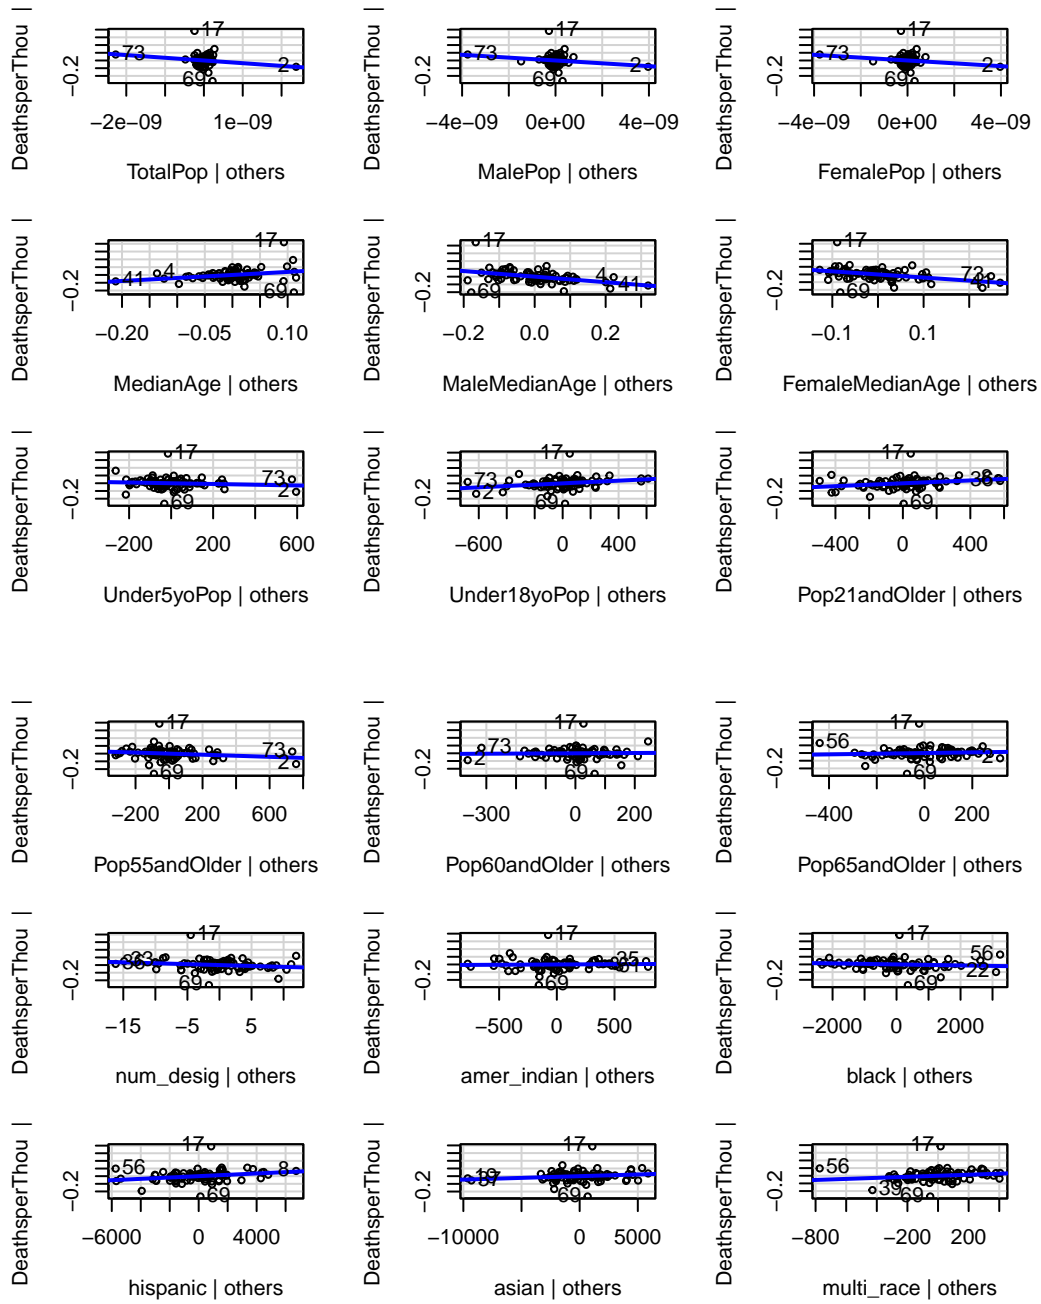 DeathsperThou |
−0.2
17
73
2
69
−2e−09 1e−09
TotalPop | others
DeathsperThou |
−0.2
17
73
2
69
−4e−09 0e+00 4e−09
MalePop | others
DeathsperThou |
−0.2
17
73
2
69
−4e−09 0e+00 4e−09
FemalePop | others
DeathsperThou |
−0.2
17
41
4
69
−0.20 −0.05 0.10
MedianAge | others
DeathsperThou |
−0.2
17
4
41
69
−0.2 0.0 0.2
MaleMedianAge | others
DeathsperThou |
−0.2
17
73
69
−0.1 0.1
FemaleMedianAge | others
DeathsperThou |
−0.2
17
73
2
69
−200 200 600
Under5yoPop | others
DeathsperThou |
−0.2
17
73
2
69
−600 0 400
Under18yoPop | others
DeathsperThou |
−0.2
17
69
−400 0 400
Pop21andOlder | others
DeathsperThou |
−0.2
17
73
2
69
−200 200 600
Pop55andOlder | others
DeathsperThou |
−0.2
17
73
2
69
−300 0 200
Pop60andOlder | others
DeathsperThou |
−0.2
17
56
2
69
−400 0 200
Pop65andOlder | others
DeathsperThou |
−0.2
17
69
−15 −5 5
num_desig | others
DeathsperThou |
−0.2
17
69
−500 0 500
amer_indian | others
DeathsperThou |
−0.2
17
56
22
69
−2000 0 2000
black | others
DeathsperThou |
−0.2
17
56
8
69
−6000 0 4000
hispanic | others
DeathsperThou |
−0.2
17
69
−10000 0 5000
asian | others
DeathsperThou |
−0.2
17
56
39
69
−800 −200 200
multi_race | others